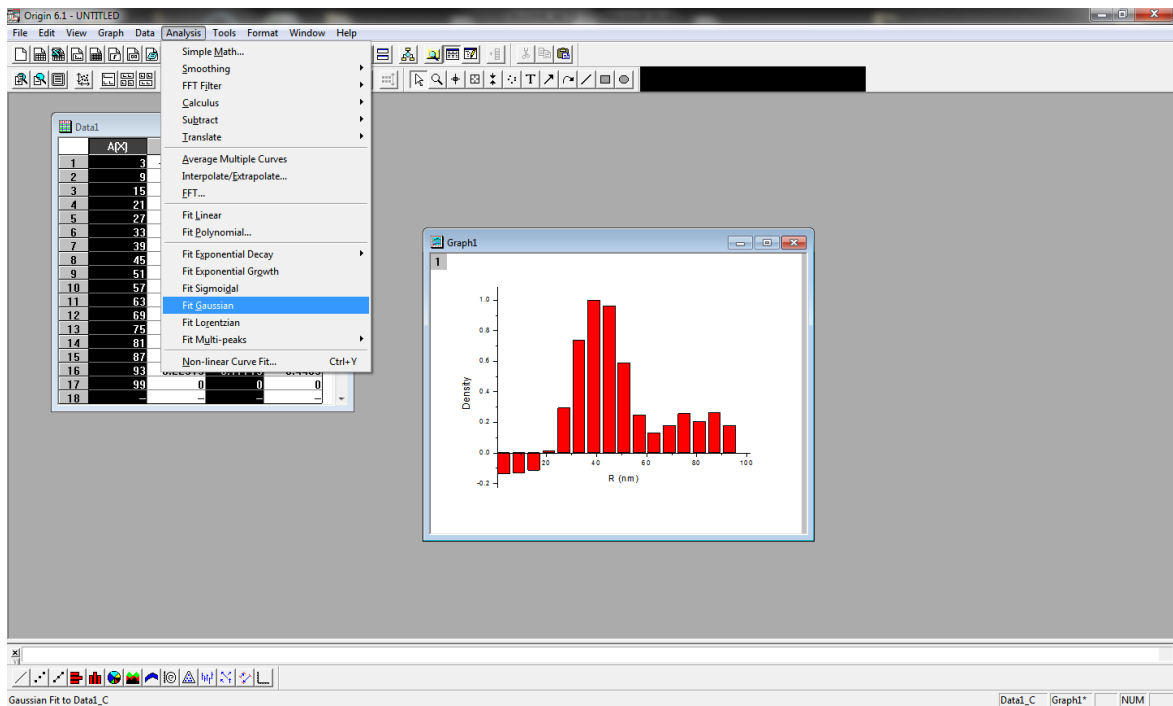 Origin 6.1 - UNTITLED
File Edit View Graph Data Analysis Tools Format Window Help
Simple Math...
Smoothing
FFT Filter
Calculus
Subtract
Translate
Average Multiple Curves
Interpolate/Extrapolate...
FFT...
Fit Linear
Fit Polynomial...
Fit Exponential Decay
Fit Exponential Growth
Fit Sigmoidal
Fit Gaussian
Fit Lorentzian
Fit Multi-peaks
Non-linear Curve Fit... Ctrl+Y
Data1
A[X]
1 3
2 9
3 15
4 21
5 27
6 33
7 39
8 45
9 51
10 57
11 63
12 69
13 75
14 81
15 87
16 93
17 99 0 0 0
18 – – – –
Graph1
1
1.0
0.8
0.6
0.4
0.2
0.0
-0.2
Density
20 40 60 80 100
R (nm)
T
Gaussian Fit to Data1_C
Data1_C Graph1* NUM